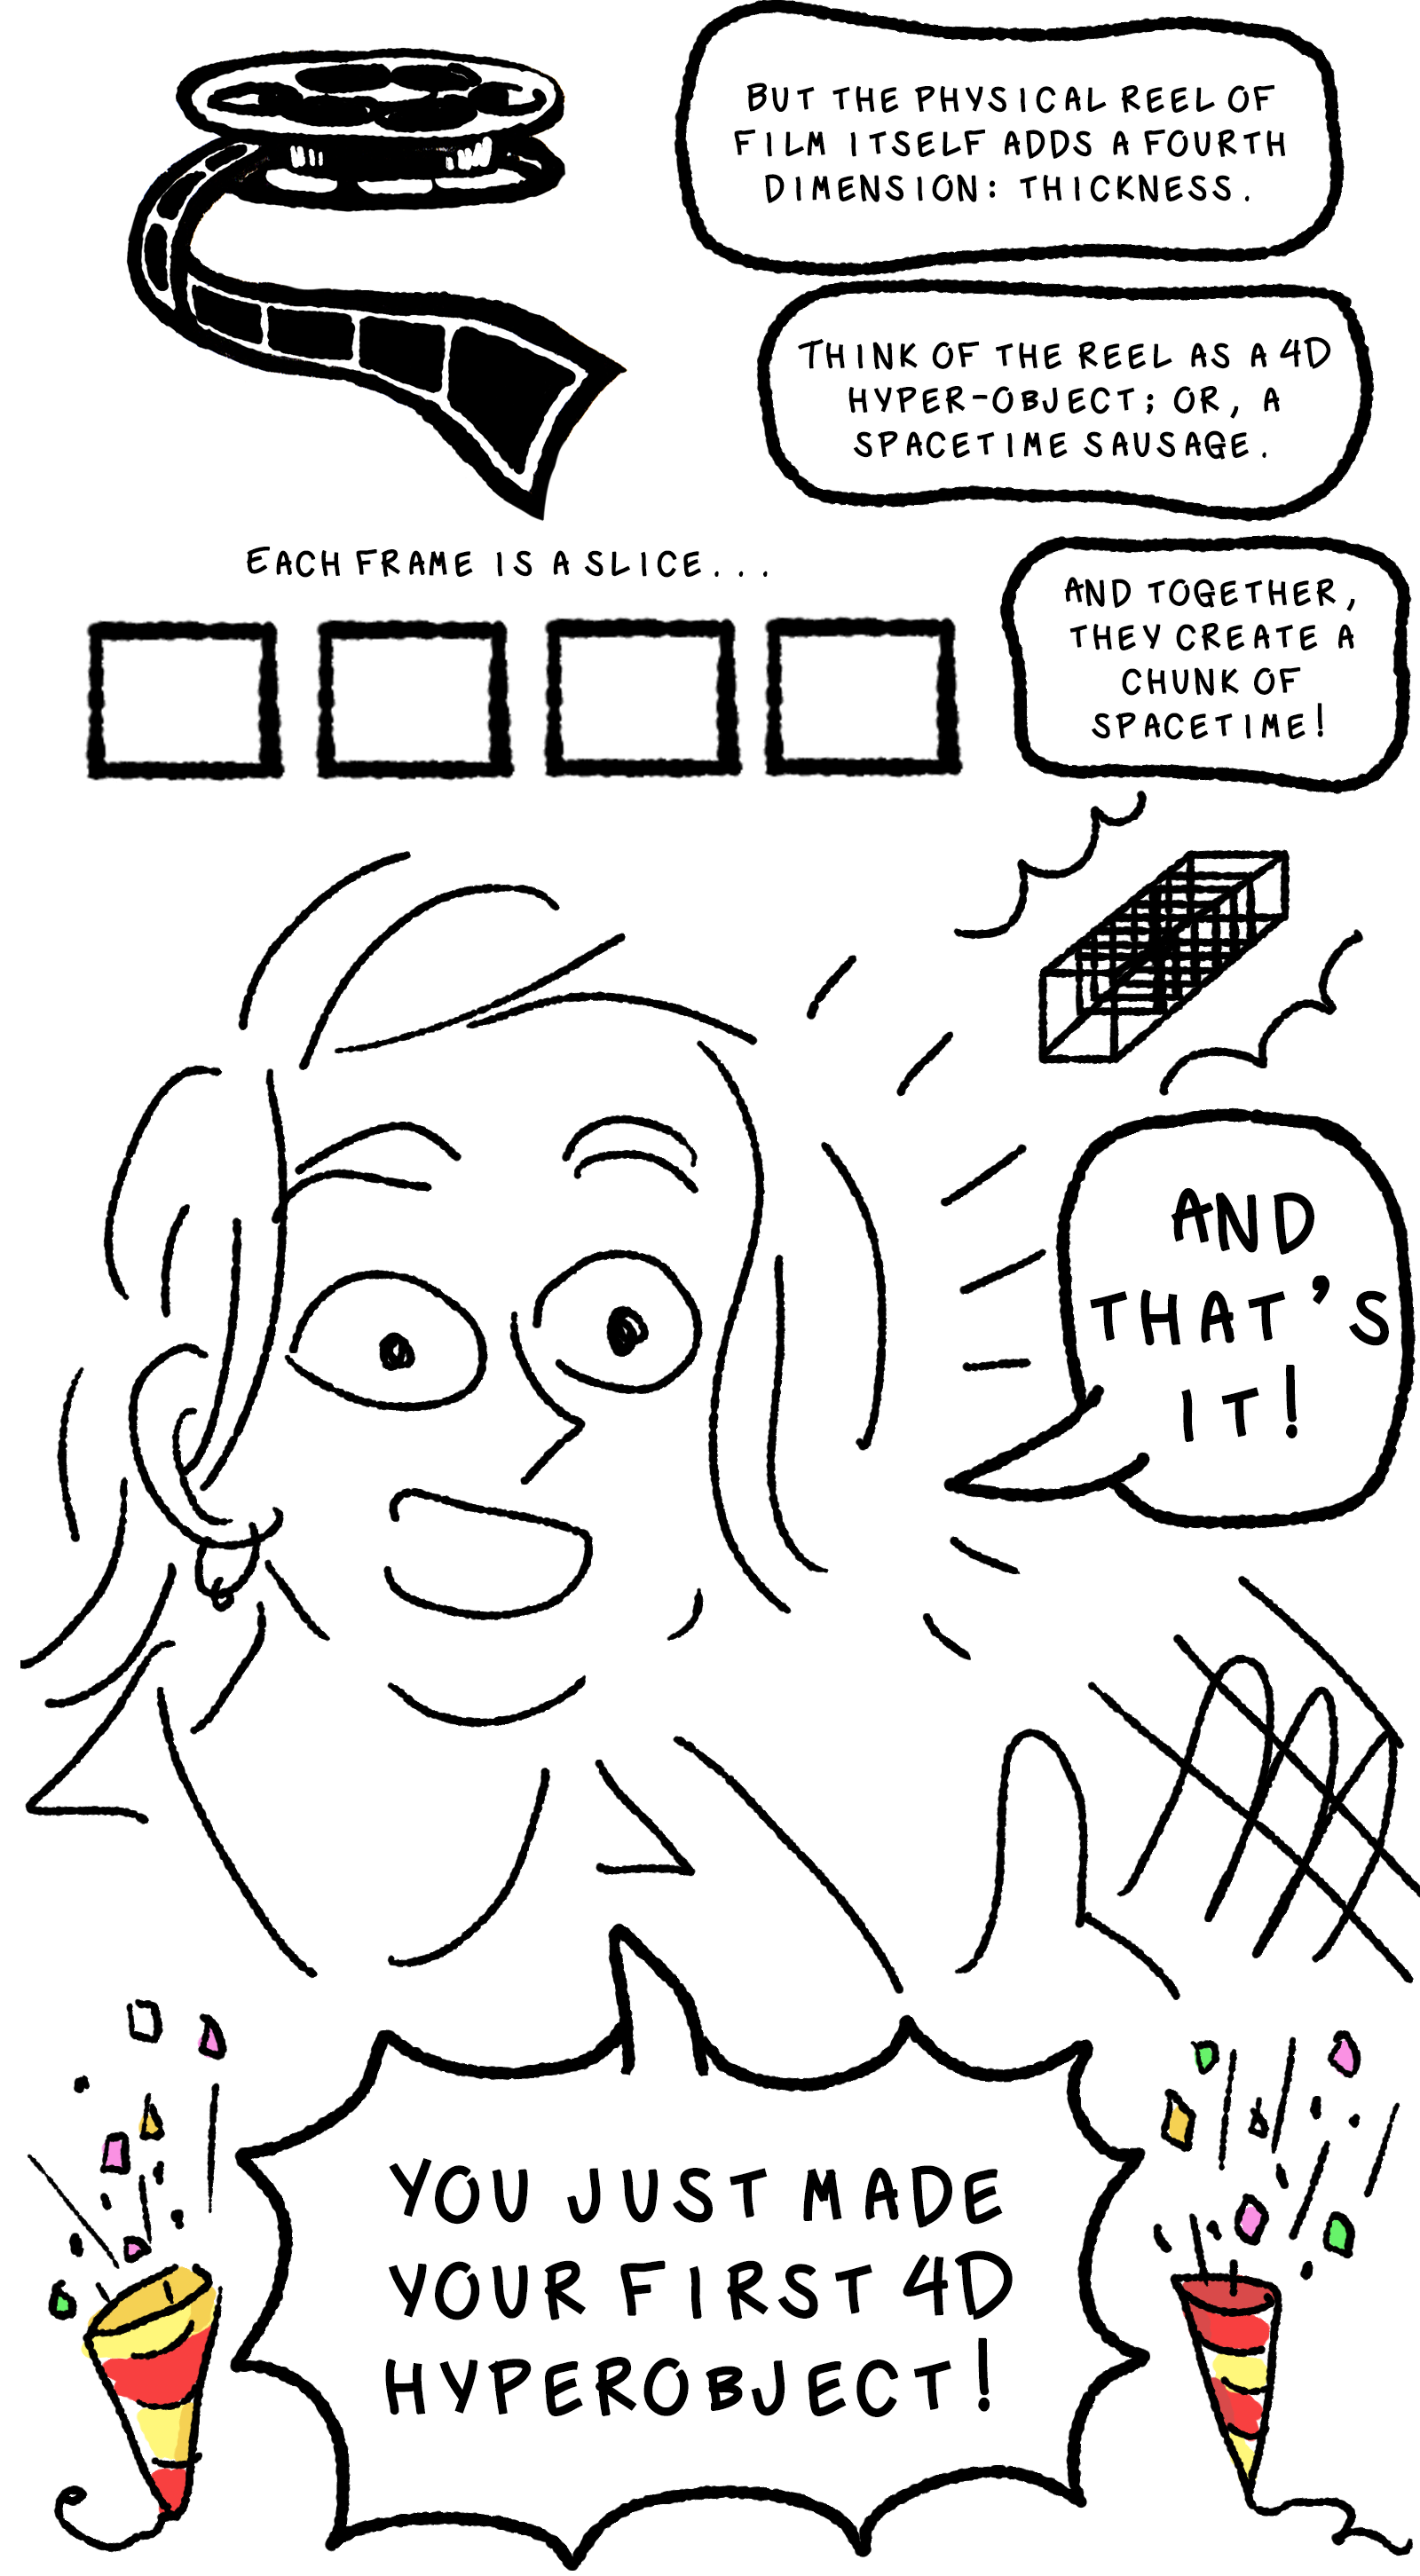 BUT THE PHYSICAL REEL OF
FILM ITSELF ADDS A FOURTH
DIMENSION: THICKNESS.
THINK OF THE REEL AS A 4D
HYPER-OBJECT; OR, A
SPACETIME SAUSAGE.
EACH FRAME IS A SLICE...
AND TOGETHER,
THEY CREATE A
CHUNK OF
SPACETIME!
AND
THAT'S
IT!
YOU JUST MADE
YOUR FIRST 4D
HYPEROBJECT!